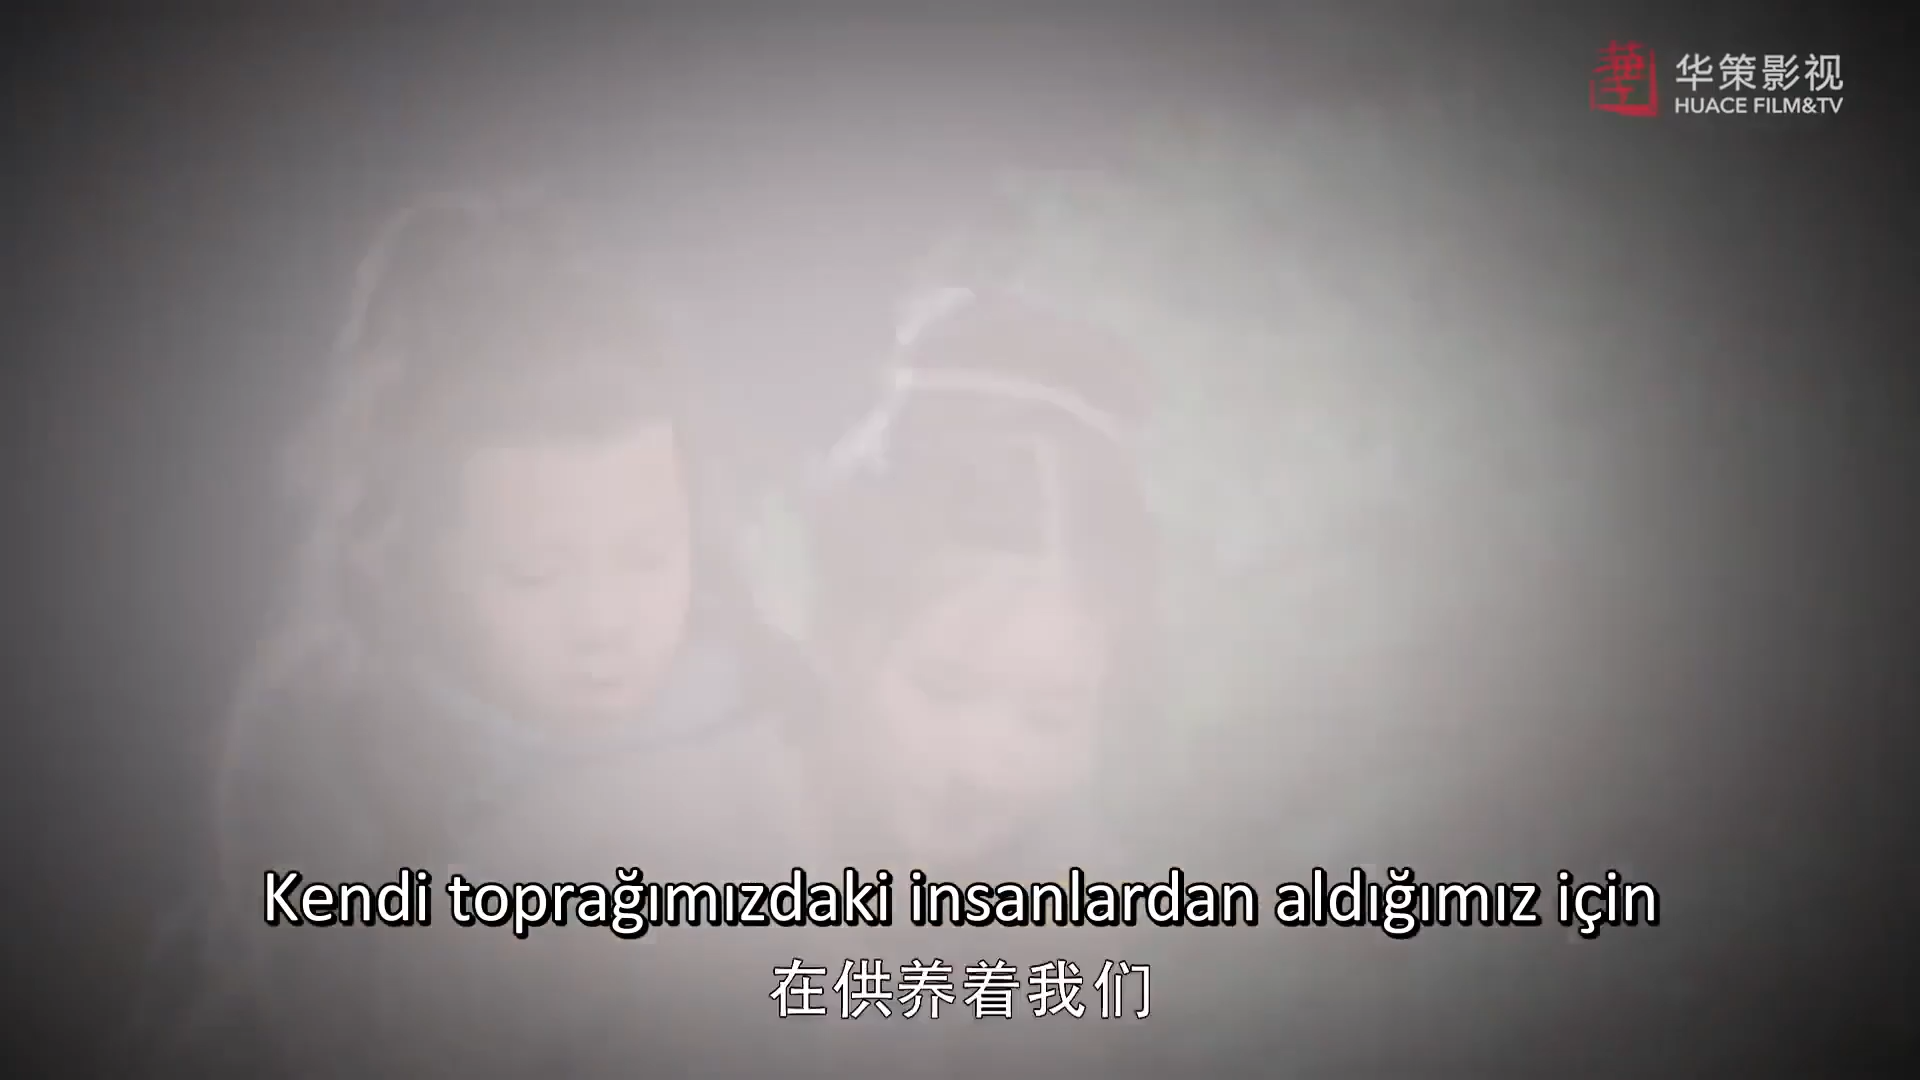 华策影视
HUACE FILM&TV
Kendi toprağımızdaki insanlardan aldığımız için
在供养着我们